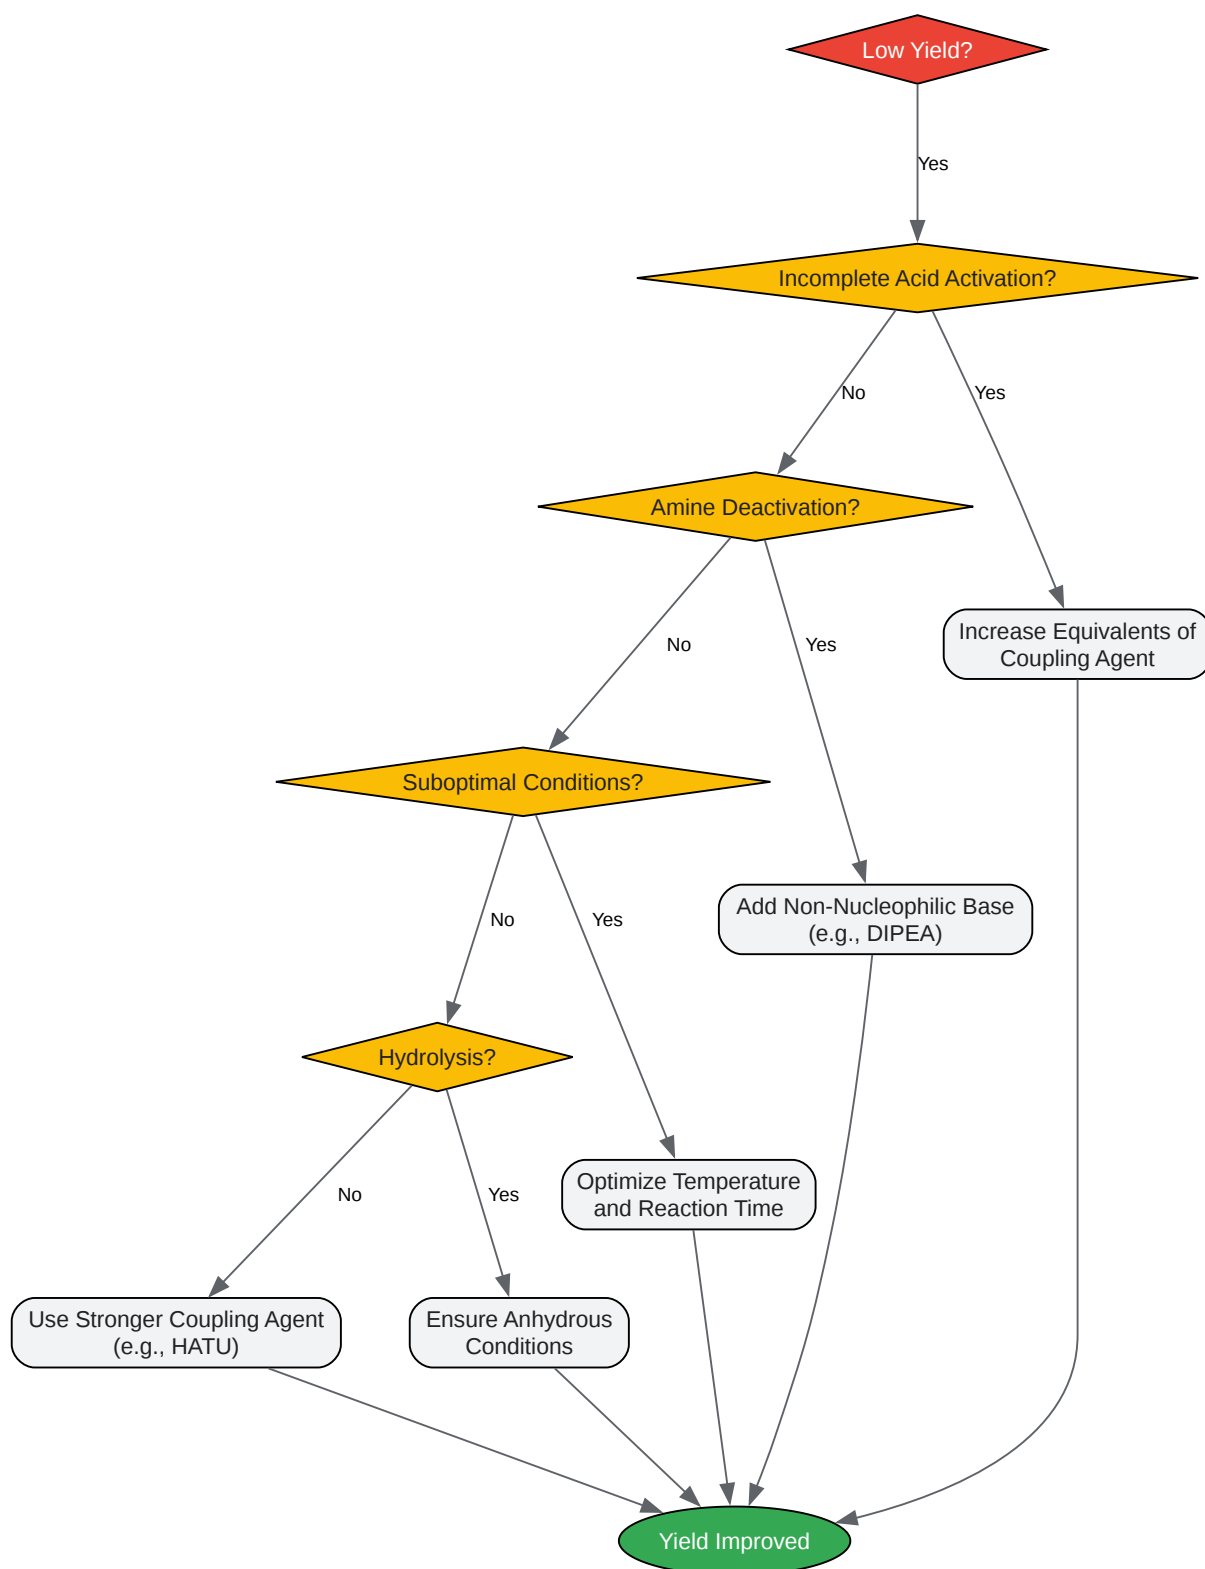 Low Yield?
Yes
Incomplete Acid Activation?
No
Yes
Amine Deactivation?
Increase Equivalents of
Coupling Agent
No
Yes
Suboptimal Conditions?
Add Non-Nucleophilic Base
(e.g., DIPEA)
No
Yes
Hydrolysis?
Optimize Temperature
and Reaction Time
No
Yes
Use Stronger Coupling Agent
(e.g., HATU)
Ensure Anhydrous
Conditions
Yield Improved